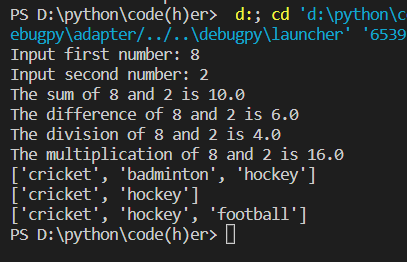 PS D:\python\code(h)er>  d:; cd 'd:\python\c
ebugpy\adapter/../..\debugpy\launcher' '6539
Input first number: 8
Input second number: 2
The sum of 8 and 2 is 10.0
The difference of 8 and 2 is 6.0
The division of 8 and 2 is 4.0
The multiplication of 8 and 2 is 16.0
['cricket', 'badminton', 'hockey']
['cricket', 'hockey']
['cricket', 'hockey', 'football']
PS D:\python\code(h)er>